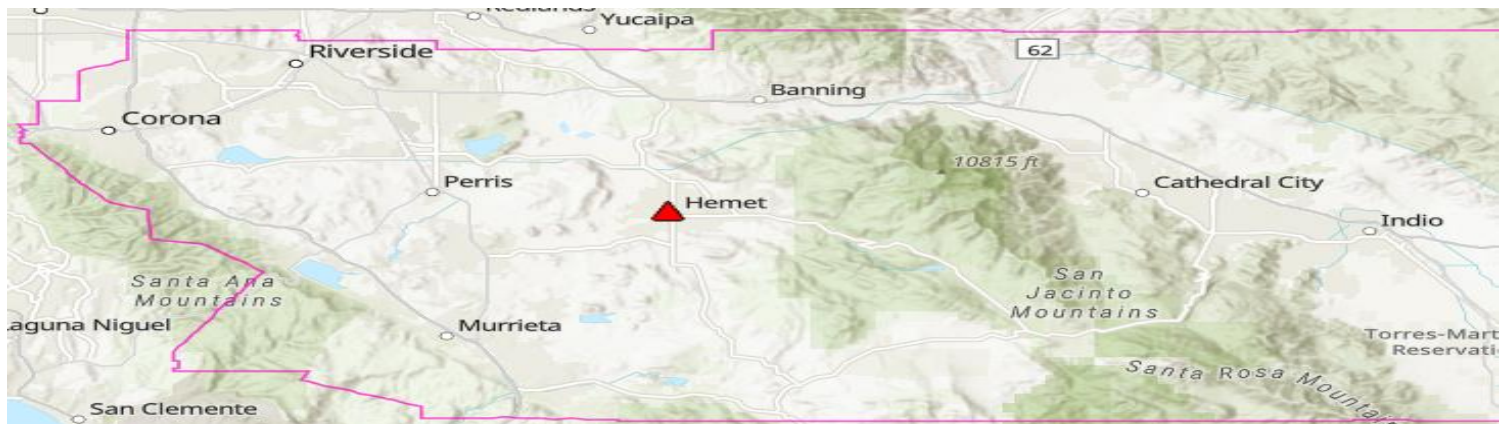 Yucaipa
62
Riverside
Banning
Corona
10815 ft
Perris
Cathedral City
Hemet
Indio
Santa Ana
Mountains
San
Jacinto
Mountains
Laguna Niguel
Murrieta
Torres-Mart
Reservati
Santa Rosa Mountains
San Clemente